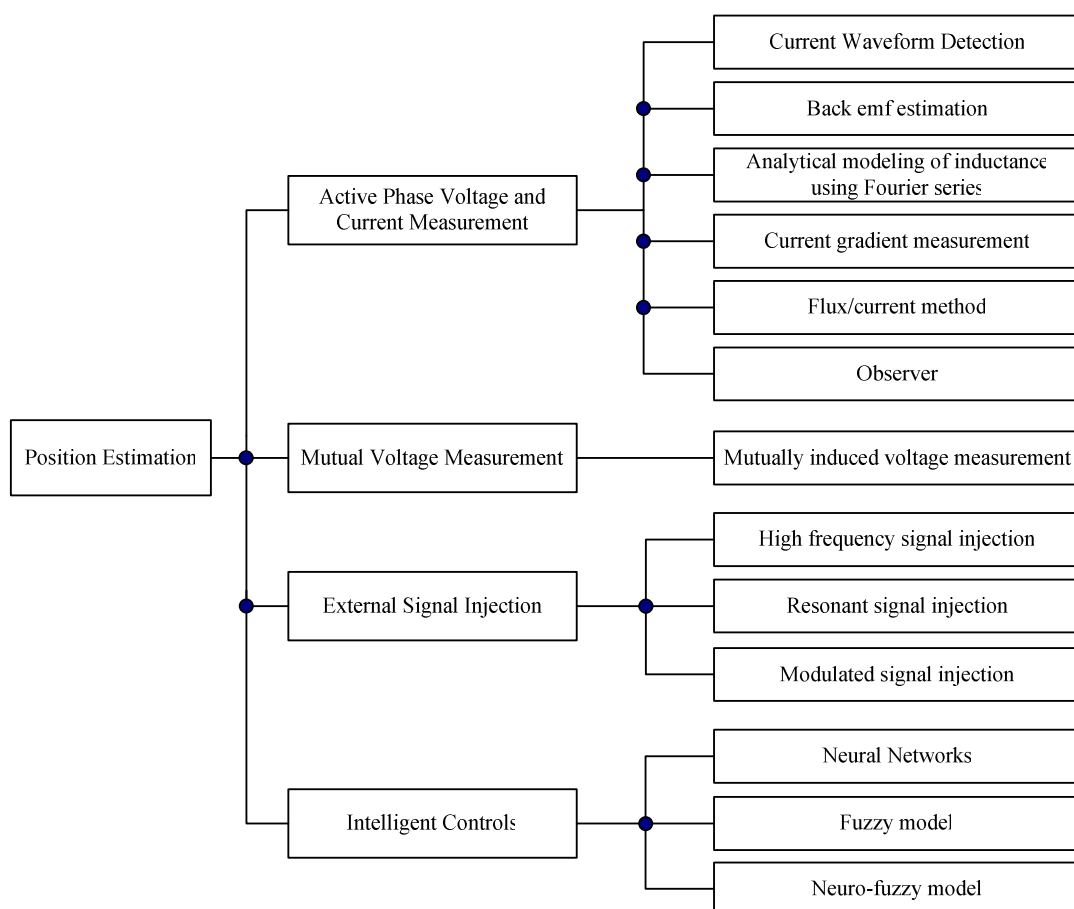 Current Waveform Detection
Back emf estimation
Analytical modeling of inductance
using Fourier series
Active Phase Voltage and
Current Measurement
Current gradient measurement
Flux/current method
Observer
Position Estimation
Mutual Voltage Measurement
Mutually induced voltage measurement
High frequency signal injection
External Signal Injection
Resonant signal injection
Modulated signal injection
Neural Networks
Intelligent Controls
Fuzzy model
Neuro-fuzzy model